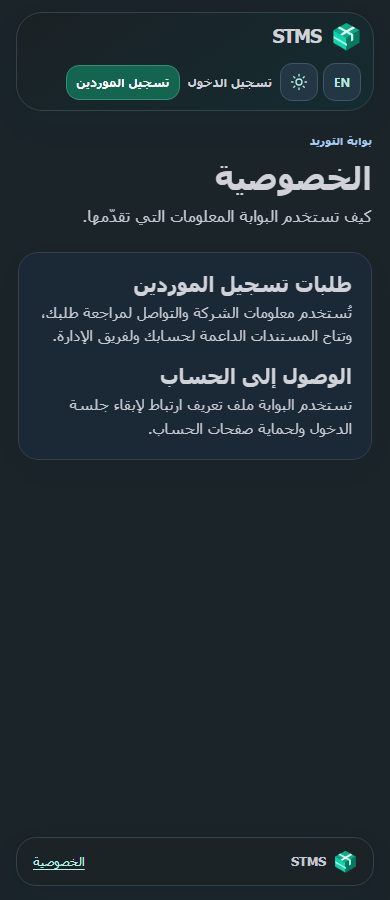 STMS
EN
تسجيل الدخول
تسجيل الموردين
بوابة التوريد
الخصوصية
كيف تستخدم البوابة المعلومات التي تقدّمها.
طلبات تسجيل الموردين
تُستخدم معلومات الشركة والتواصل لمراجعة طلبك،
وتتاح المستندات الداعمة لحسابك ولفريق الإدارة.
الوصول إلى الحساب
تستخدم البوابة ملف تعريف ارتباط لإبقاء جلسة
الدخول ولحماية صفحات الحساب.
STMS
الخصوصية